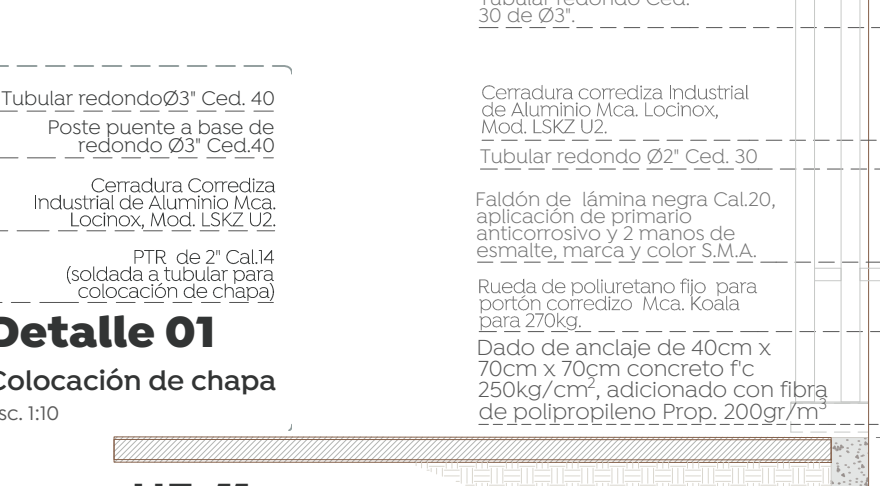 Tubular redondoØ3" Ced. 40
Poste puente a base de
redondo Ø3" Ced.40
Cerradura Corrediza
Industrial de Aluminio Mca.
Locinox, Mod. LSKZ U2.
PTR de 2" Cal.14
(soldada a tubular para
colocación de chapa)
Detalle 01
Colocación de chapa
sc. 1:10
Tubular redondo Ced.
30 de Ø3".
Cerradura corrediza Industrial
de Aluminio Mca. Locinox,
Mod. LSKZ U2.
Tubular redondo Ø2" Ced. 30
Faldón de lámina negra Cal.20,
aplicación de primario
anticorrosivo y 2 manos de
esmalte, marca y color S.M.A.
Rueda de poliuretano fijo para
portón corredizo Mca. Koala
para 270kg.
Dado de anclaje de 40cm x
70cm x 70cm concreto f'c
250kg/cm², adicionado con fibra
de polipropileno Prop. 200gr/m³